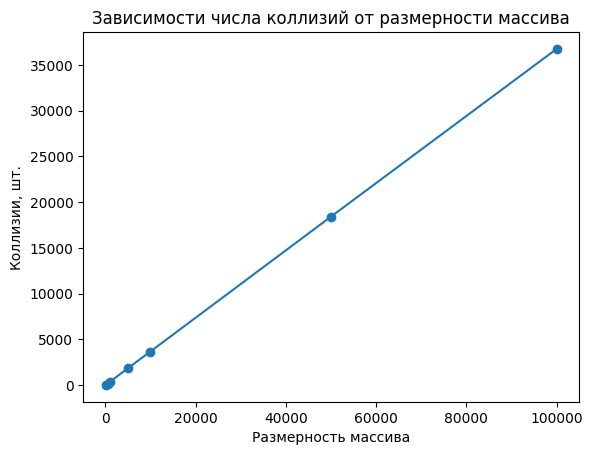 Зависимости числа коллизий от размерности массива
35000
30000
25000
20000
15000
10000
5000
0
Коллизии, шт.
0 20000 40000 60000 80000 100000
Размерность массива